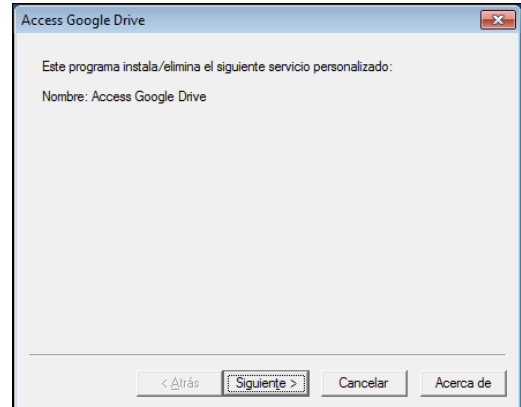 Access Google Drive
Este programa instala/elimina el siguiente servicio personalizado:
Nombre: Access Google Drive
< Atrás
Siguiente >
Cancelar
Acerca de